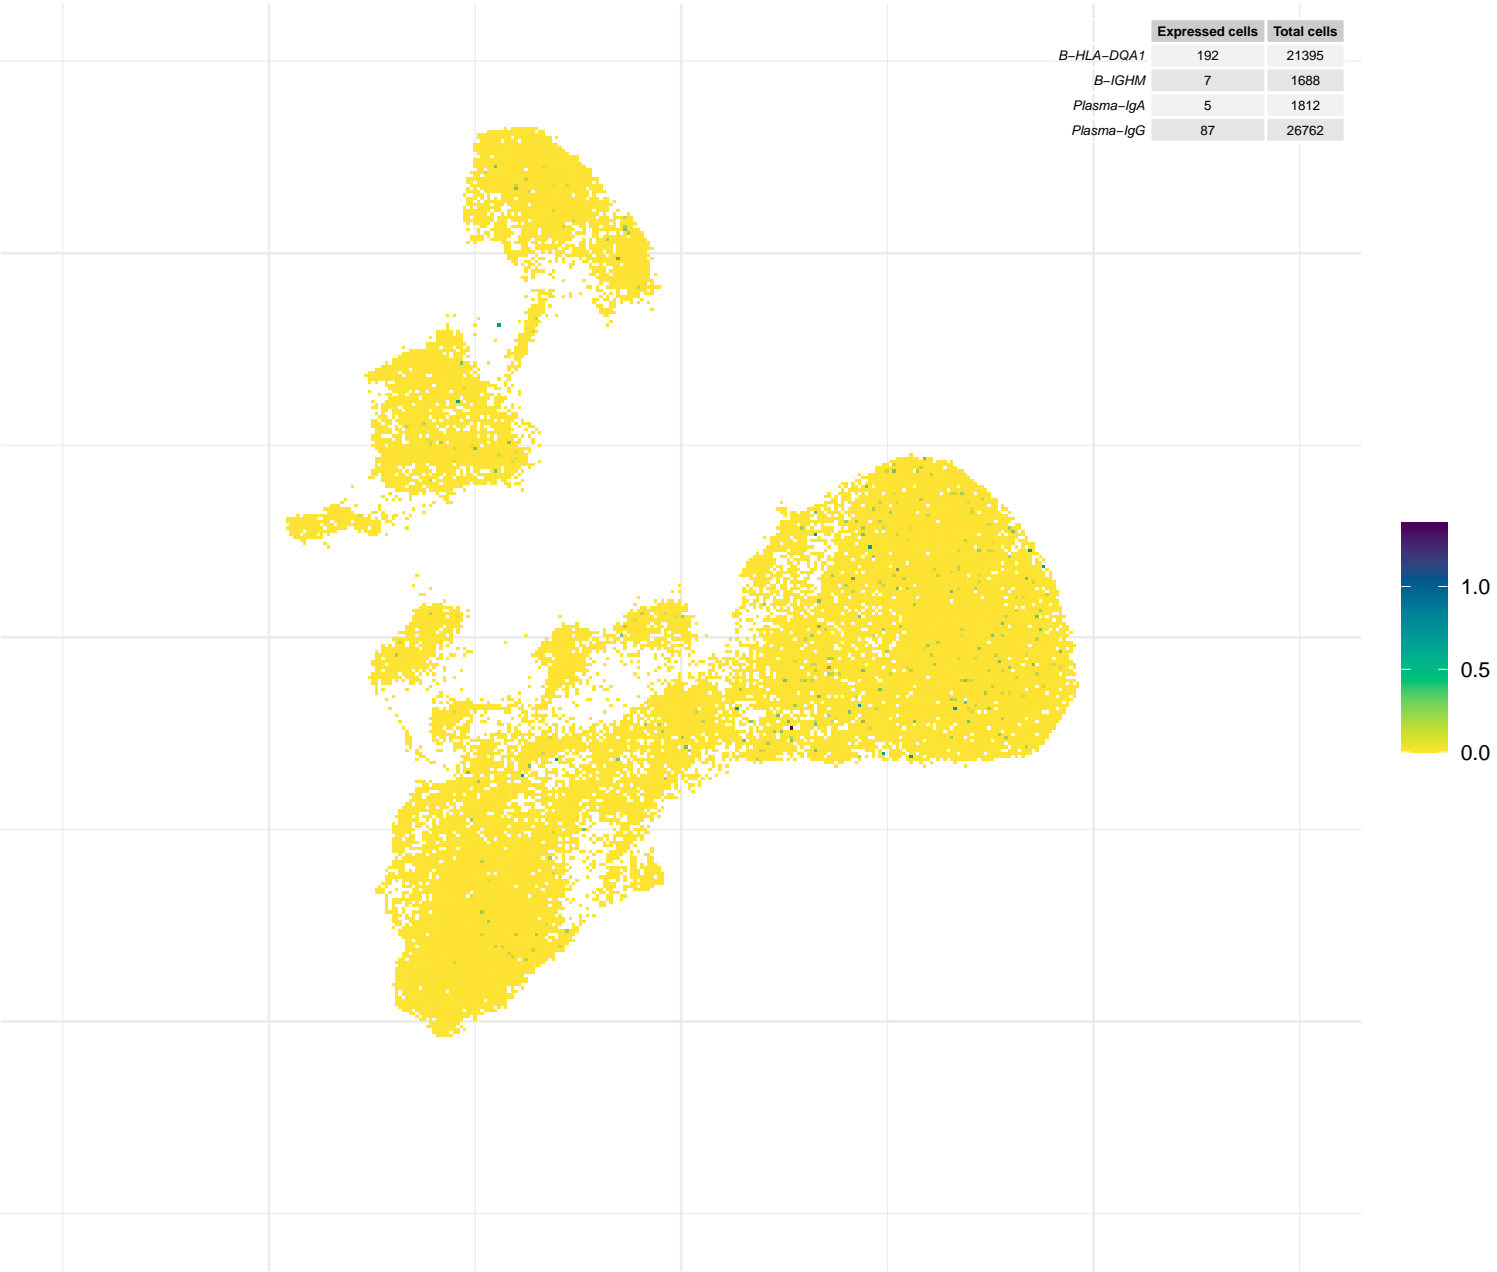 Expressed cells Total cells
B−HLA−DQA1 192 21395
B−IGHM 7 1688
Plasma−IgA 5 1812
Plasma−IgG 87 26762
1.0
0.5
0.0